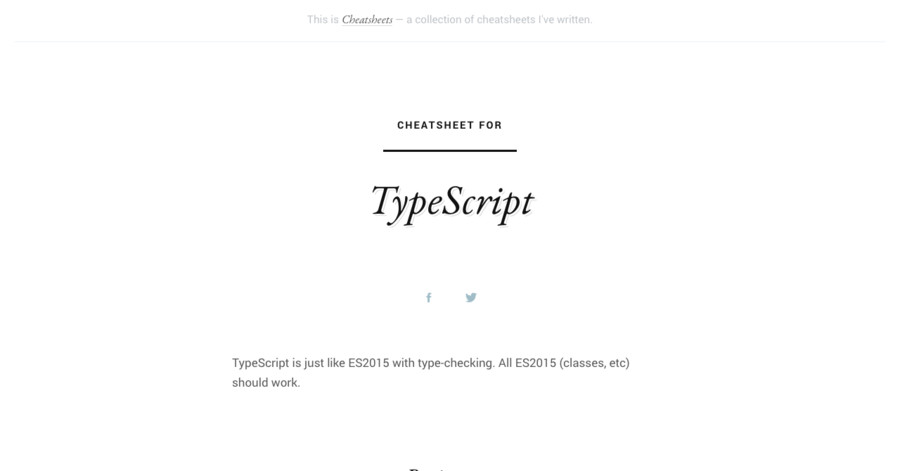 This is Cheatsheets — a collection of cheatsheets I've written.
CHEATSHEET FOR
TypeScript
TypeScript is just like ES2015 with type-checking. All ES2015 (classes, etc)
should work.